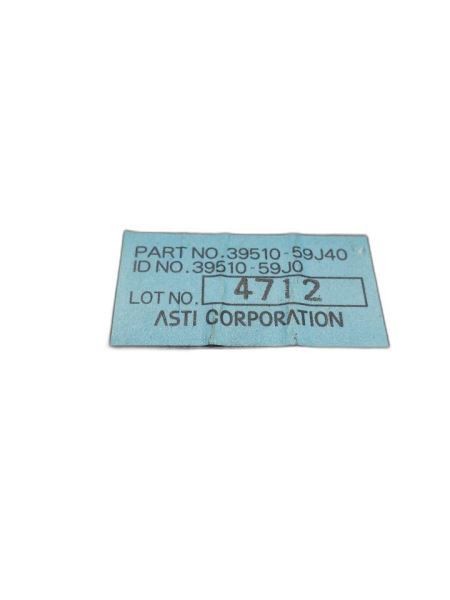 PART NO.39510-59J40
ID NO.39510-59J0
LOT NO. 4712
ASTI CORPORATION